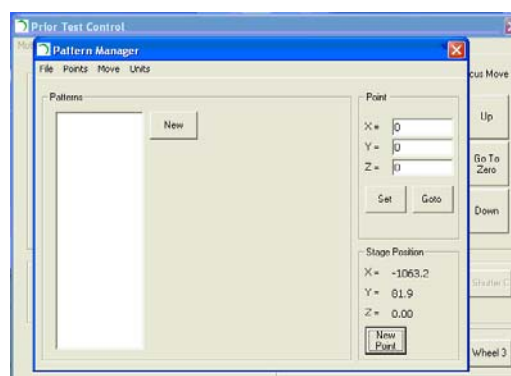 Prior Test Control
Pattern Manager
File Points Move Units
Patterns
New
Point
X = 0
Y = 0
Z = 0
Set Goto
Stage Position
X = -1063.2
Y = 81.9
Z = 0.00
New
Point
cus Move
Up
Go To
Zero
Down
Shutter C
Wheel 3